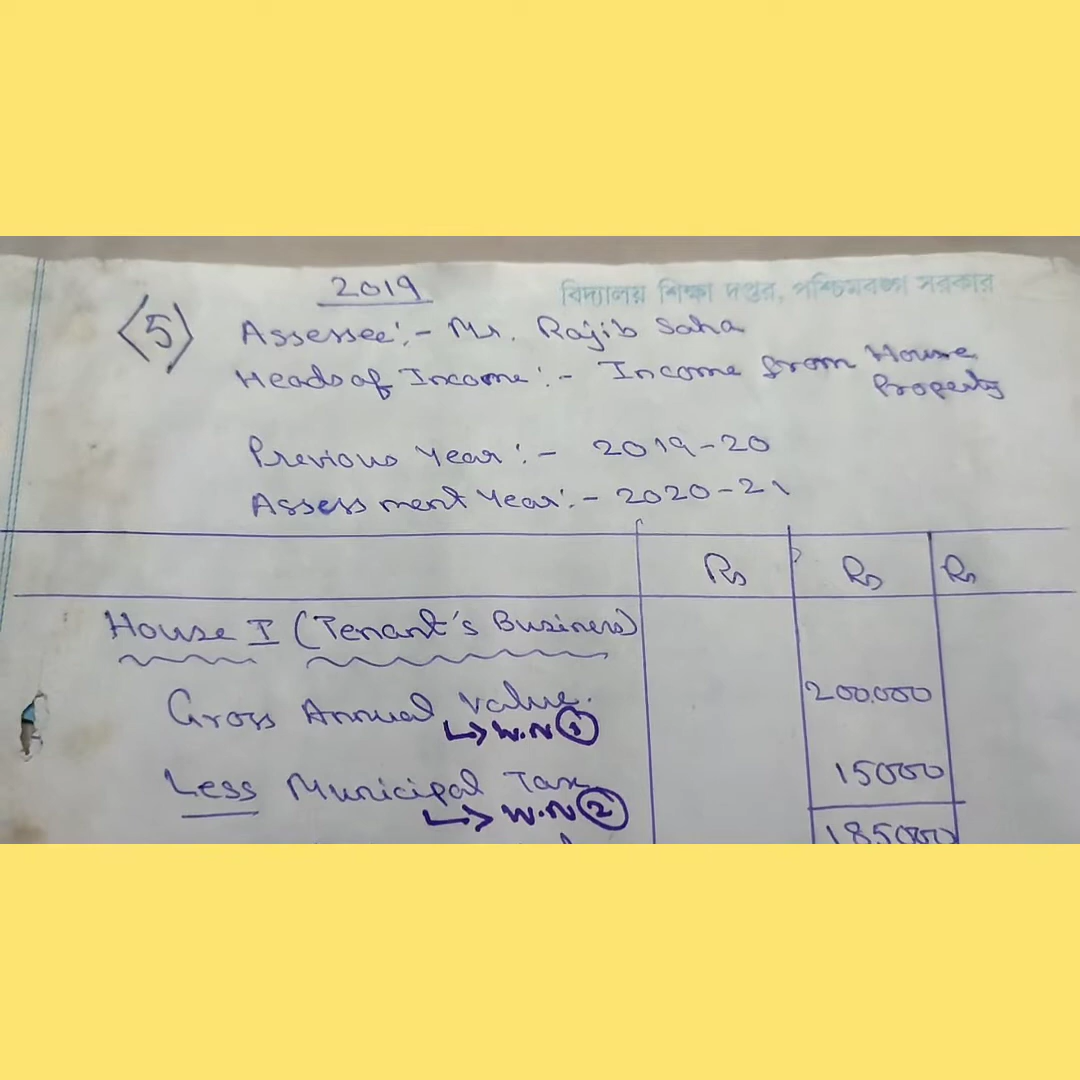 2019
বিদ্যালয় শিক্ষা দপ্তর, পশ্চিমবঙ্গ সরকার
<5> Assessee:- Mr. Rajib Saha
Heads of Income:- Income from House Property
Previous Year:- 2019-20
Assessment Year:- 2020-21
Rs Rs Rs
House I (Tenant's Business)
Gross Annual Value. 200,000
↳ W.N ①
Less Municipal Tax 15000
↳ W.N ②
185000